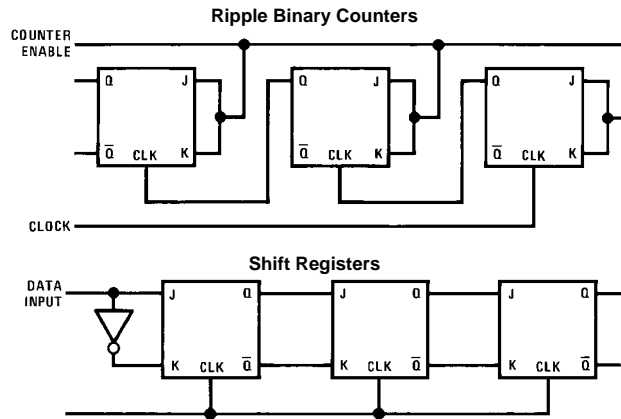 Ripple Binary Counters
COUNTER
ENABLE
Q J Q J Q J
Q̅ CLK K Q̅ CLK K Q̅ CLK K
CLOCK
Shift Registers
DATA
INPUT
J Q J Q J Q
K CLK Q̅ K CLK Q̅ K CLK Q̅